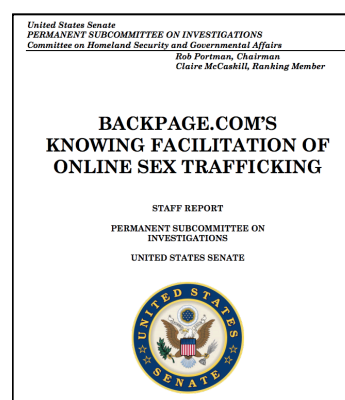 United States Senate
PERMANENT SUBCOMMITTEE ON INVESTIGATIONS
Committee on Homeland Security and Governmental Affairs
Rob Portman, Chairman
Claire McCaskill, Ranking Member
BACKPAGE.COM'S
KNOWING FACILITATION OF
ONLINE SEX TRAFFICKING
STAFF REPORT
PERMANENT SUBCOMMITTEE ON
INVESTIGATIONS
UNITED STATES SENATE
UNITED STATES
SENATE